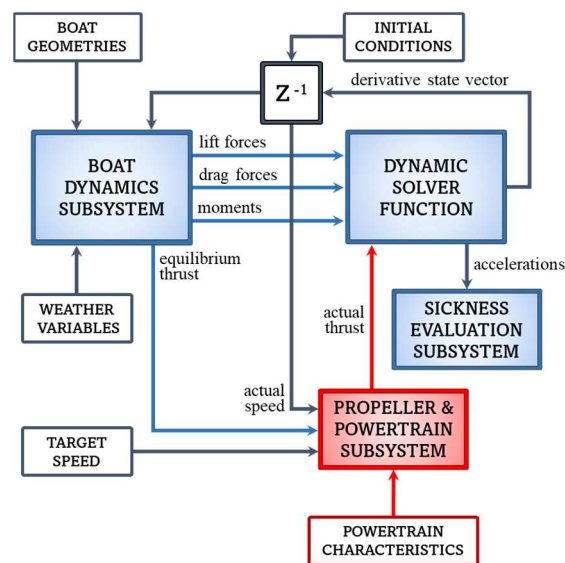 BOAT
GEOMETRIES
INITIAL
CONDITIONS
derivative state vector
Z -1
BOAT
DYNAMICS
SUBSYSTEM
lift forces
drag forces
moments
DYNAMIC
SOLVER
FUNCTION
equilibrium
thrust
accelerations
WEATHER
VARIABLES
actual
thrust
SICKNESS
EVALUATION
SUBSYSTEM
actual
speed
PROPELLER &
POWERTRAIN
SUBSYSTEM
TARGET
SPEED
POWERTRAIN
CHARACTERISTICS